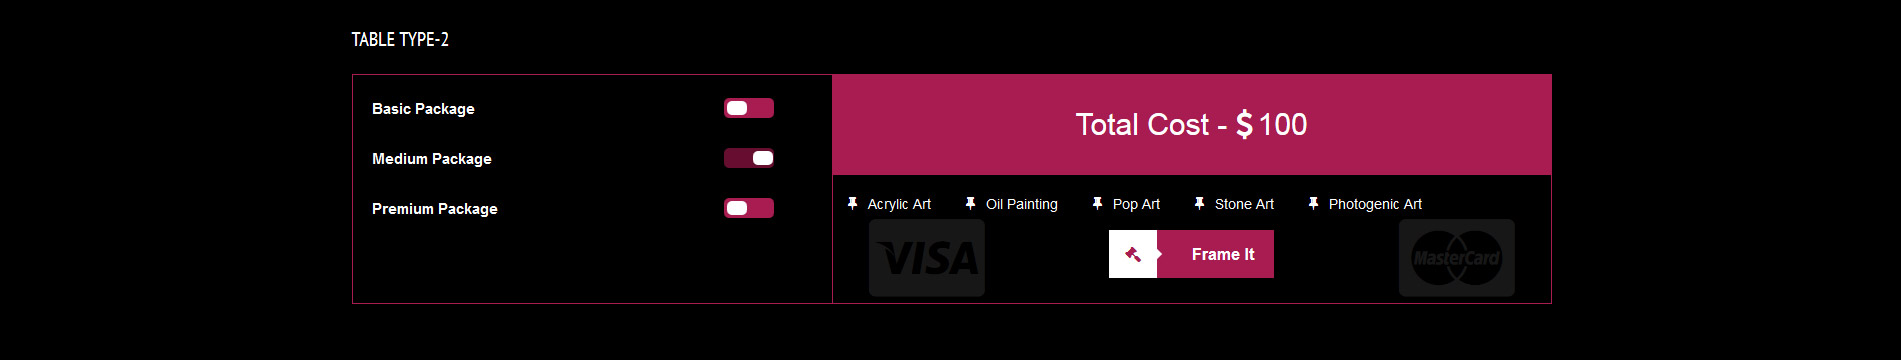 TABLE TYPE-2
Basic Package
Medium Package
Premium Package
Total Cost - $100
Acrylic Art Oil Painting Pop Art Stone Art Photogenic Art
VISA
Frame It
MasterCard